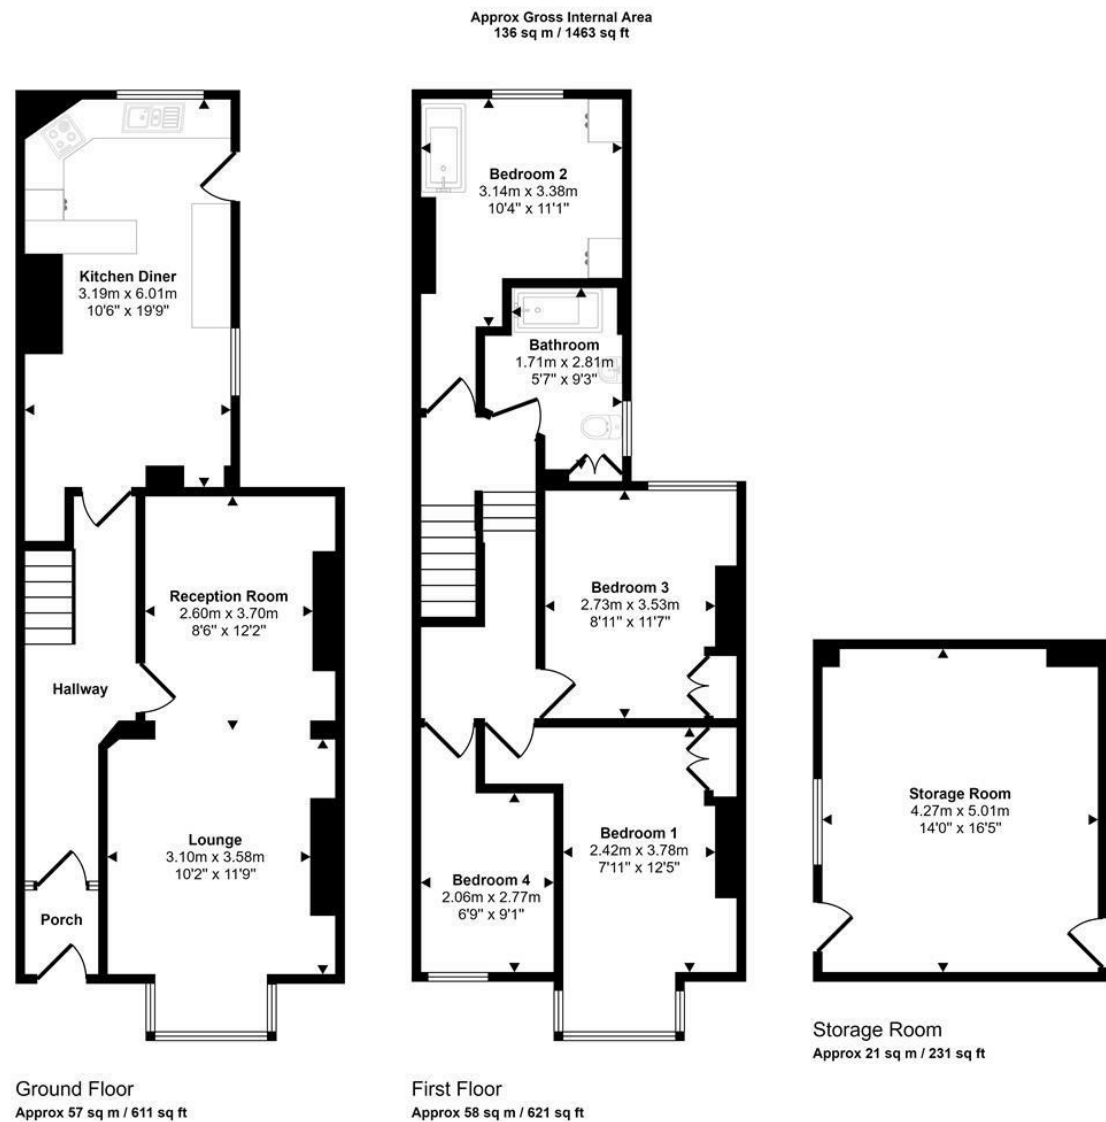 Approx Gross Internal Area
136 sq m / 1463 sq ft
Kitchen Diner
3.19m x 6.01m
10'6" x 19'9"
Reception Room
2.60m x 3.70m
8'6" x 12'2"
Hallway
Lounge
3.10m x 3.58m
10'2" x 11'9"
Porch
Ground Floor
Approx 57 sq m / 611 sq ft
Bedroom 2
3.14m x 3.38m
10'4" x 11'1"
Bathroom
1.71m x 2.81m
5'7" x 9'3"
Bedroom 3
2.73m x 3.53m
8'11" x 11'7"
Bedroom 1
2.42m x 3.78m
7'11" x 12'5"
Bedroom 4
2.06m x 2.77m
6'9" x 9'1"
First Floor
Approx 58 sq m / 621 sq ft
Storage Room
4.27m x 5.01m
14'0" x 16'5"
Storage Room
Approx 21 sq m / 231 sq ft